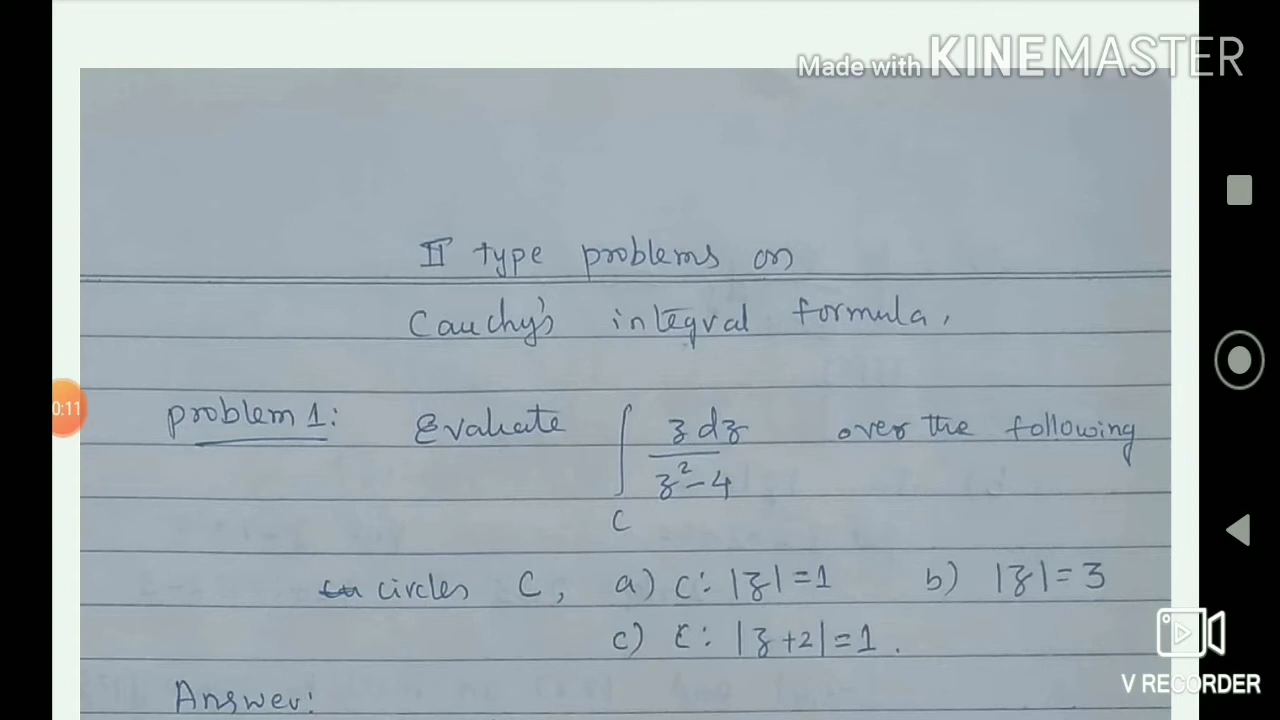 Made with KINEMASTER
II type problems on
Cauchy's integral formula,
0:11
problem 1: Evaluate ∫_C z dz / z² - 4 over the following
circles C, a) C: |z| = 1 b) |z| = 3
c) C: |z+2| = 1.
V RECORDER
Answer: